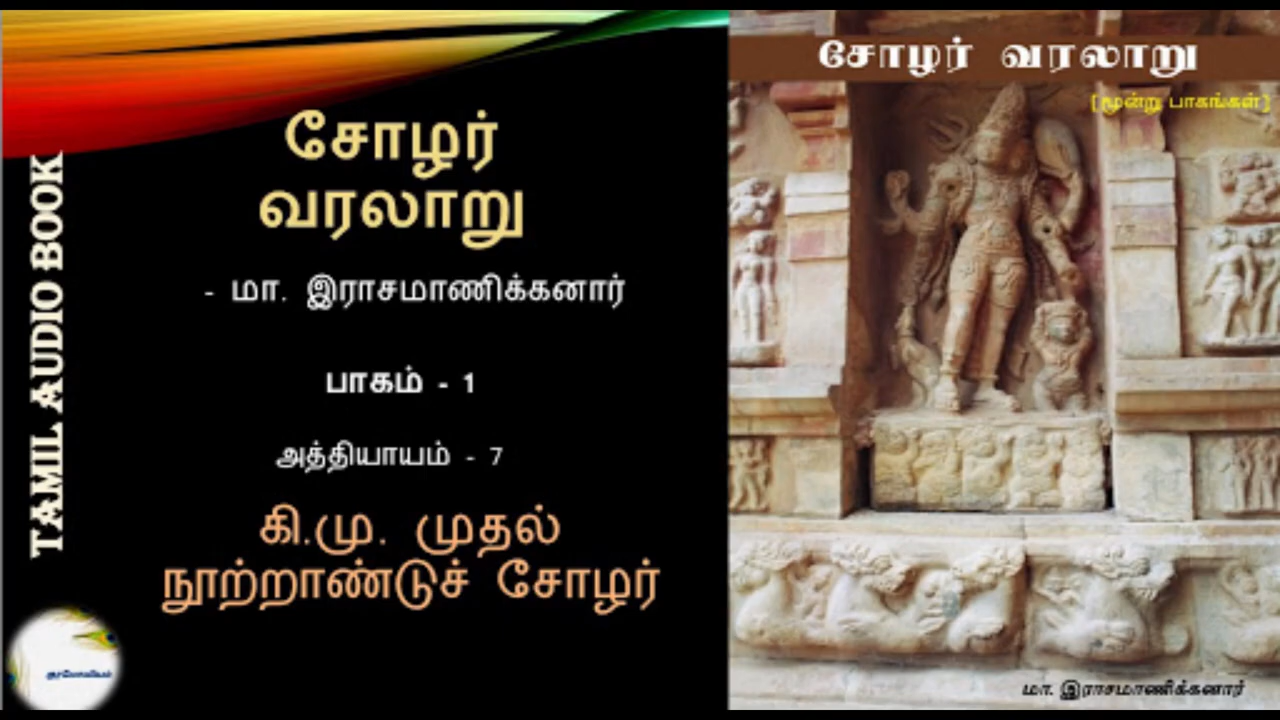 TAMIL AUDIO BOOK
சோழர்
வரலாறு
- மா. இராசமாணிக்கனார்
பாகம் - 1
அத்தியாயம் - 7
கி.மு. முதல்
நூற்றாண்டுச் சோழர்
சோழர் வரலாறு
[மூன்று பாகங்கள்]
மா. இராசமாணிக்கனார்